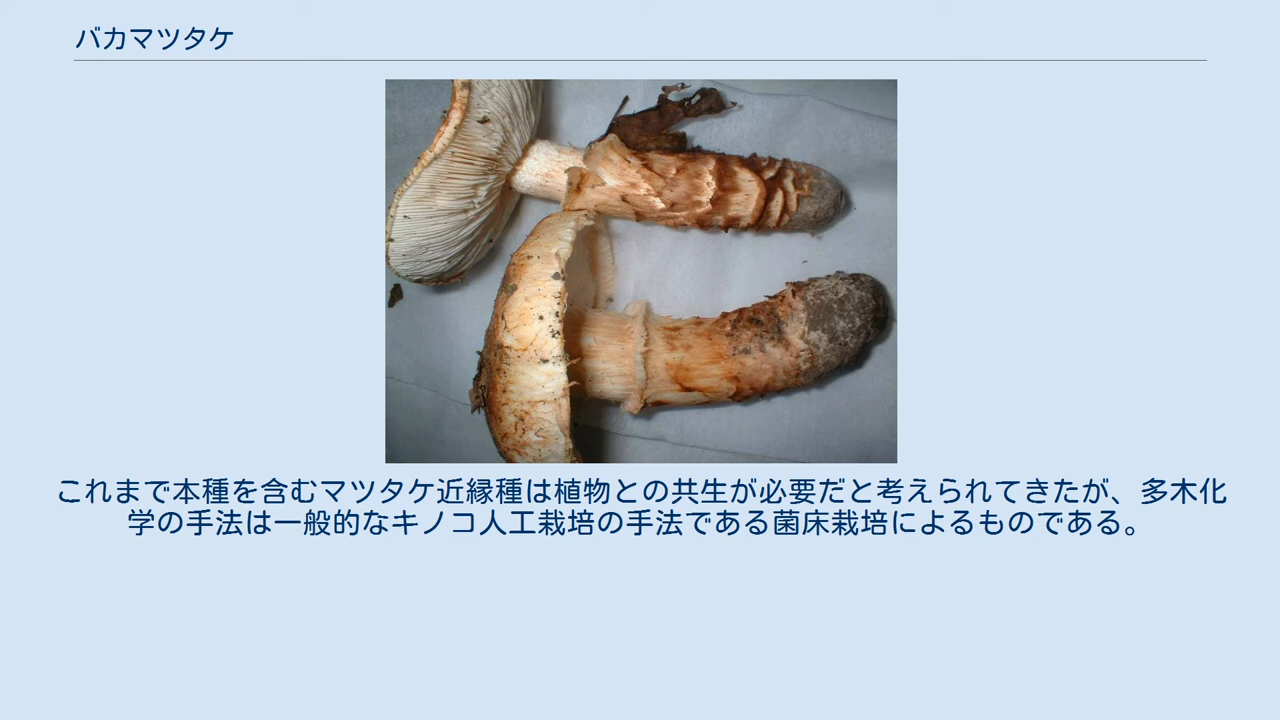 バカマツタケ
これまで本種を含むマツタケ近縁種は植物との共生が必要だと考えられてきたが、多木化
学の手法は一般的なキノコ人工栽培の手法である菌床栽培によるものである。